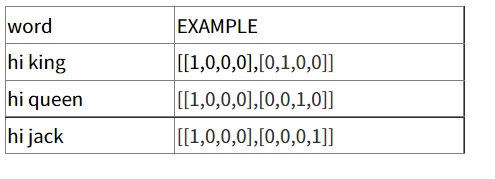 word EXAMPLE
hi king [[1,0,0,0],[0,1,0,0]]
hi queen [[1,0,0,0],[0,0,1,0]]
hi jack [[1,0,0,0],[0,0,0,1]]